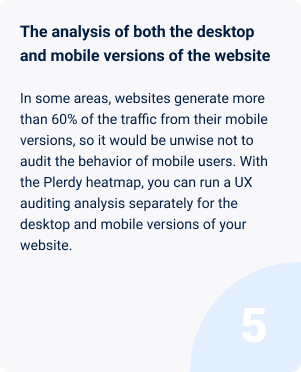 The analysis of both the desktop
and mobile versions of the website
In some areas, websites generate more
than 60% of the traffic from their mobile
versions, so it would be unwise not to
audit the behavior of mobile users. With
the Plerdy heatmap, you can run a UX
auditing analysis separately for the
desktop and mobile versions of your
website.
5